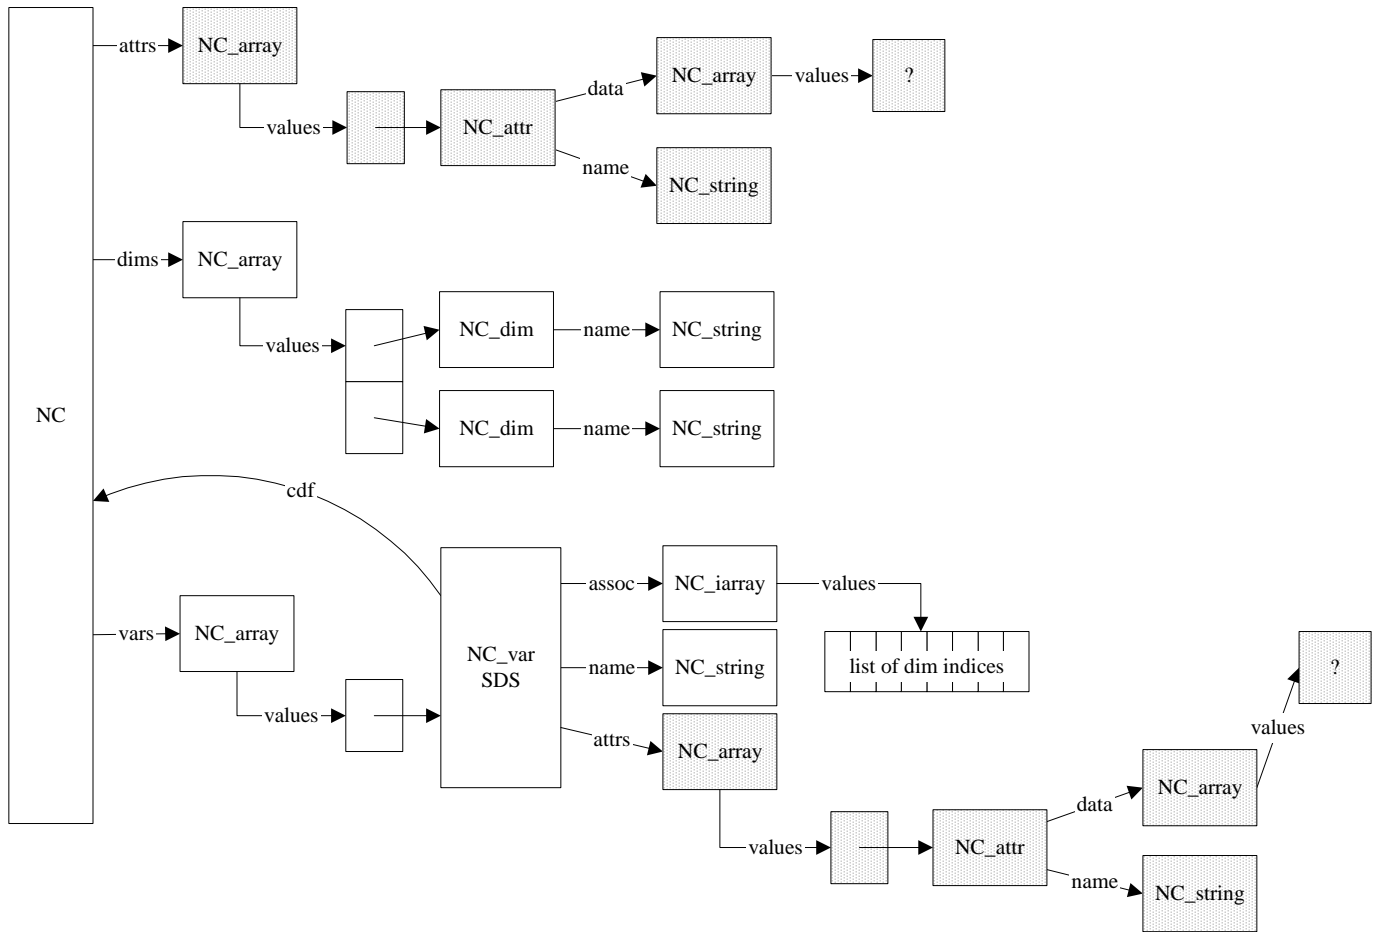 attrs
NC_array
values
NC_attr
data
NC_array
values
?
name
NC_string
dims
NC_array
values
NC_dim
name
NC_string
NC_dim
name
NC_string
NC
cdf
vars
NC_array
values
NC_var
SDS
assoc
NC_iarray
values
list of dim indices
name
NC_string
attrs
NC_array
values
NC_attr
data
NC_array
values
?
name
NC_string